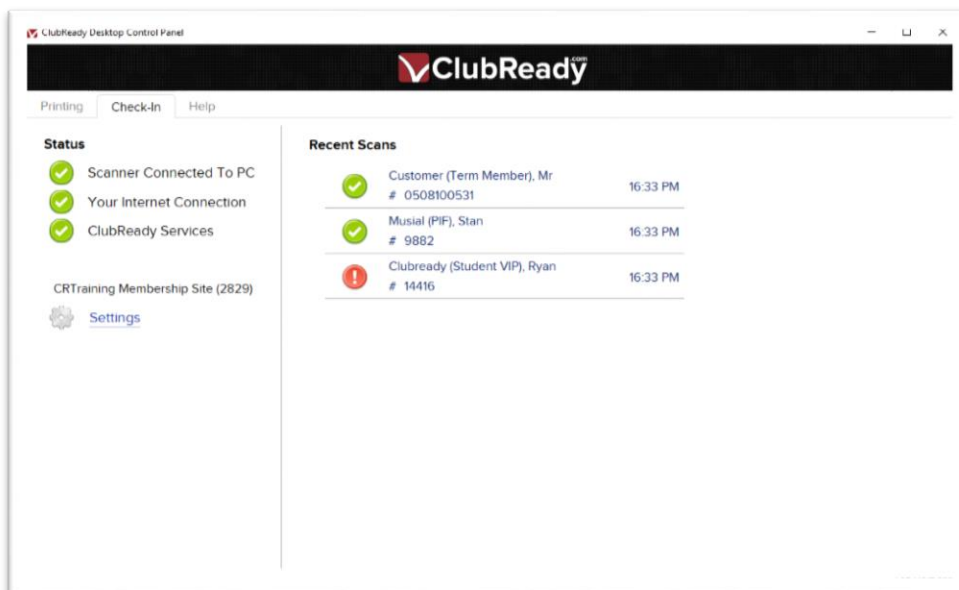 ClubReady Desktop Control Panel
ClubReady.com
Printing Check-In Help
Status
Scanner Connected To PC
Your Internet Connection
ClubReady Services
CRTraining Membership Site (2829)
Settings
Recent Scans
Customer (Term Member), Mr
# 0508100531
16:33 PM
Musial (PIF), Stan
# 9882
16:33 PM
Clubready (Student VIP), Ryan
# 14416
16:33 PM